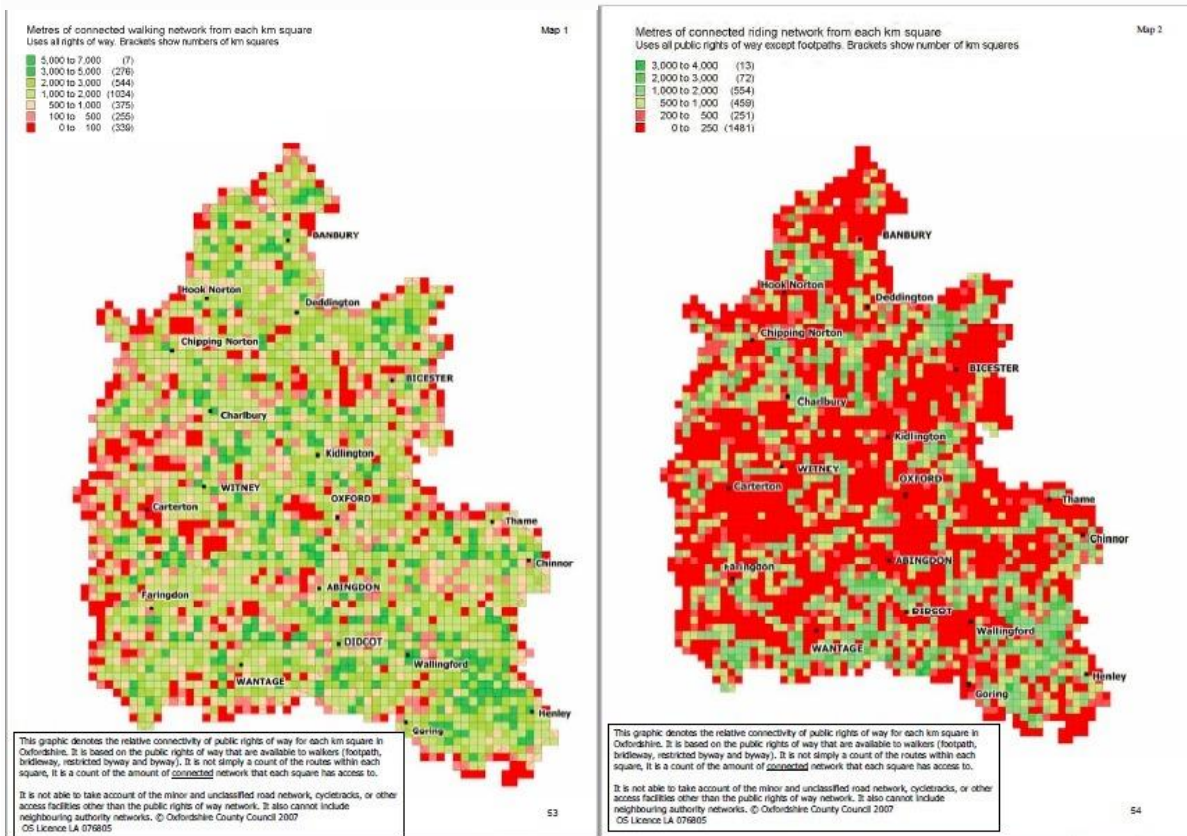 Metres of connected walking network from each km square
Map 1
Uses all rights of way. Brackets show numbers of km squares
5,000 to 7,000 (7)
3,000 to 5,000 (276)
2,000 to 3,000 (544)
1,000 to 2,000 (1024)
500 to 1,000 (375)
100 to 500 (255)
0 to 100 (339)
BANBURY
Hook Norton
Deddington
Chipping Norton
BICESTER
Charlbury
Kidlington
WITNEY
OXFORD
Carterton
Thame
Chinnor
ABINGDON
Faringdon
DIDCOT
Wallingford
WANTAGE
Henley
Goring
This graphic denotes the relative connectivity of public rights of way for each km square in
Oxfordshire. It is based on the public rights of way that are available to walkers (footpath,
bridleway, restricted byway and byway). It is not simply a count of the routes within each
square, it is a count of the amount of connected network that each square has access to.
It is not able to take account of the minor and unclassified road network, cycletracks, or other
access facilities other than the public rights of way network. It also cannot include
neighbouring authority networks. © Oxfordshire County Council 2007
OS Licence LA 076805
53
Metres of connected riding network from each km square
Map 2
Uses all public rights of way except footpaths. Brackets show number of km squares
3,000 to 4,000 (13)
2,000 to 3,000 (72)
1,000 to 2,000 (554)
500 to 1,000 (459)
200 to 500 (251)
0 to 250 (1481)
BANBURY
Hook Norton
Deddington
Chipping Norton
BICESTER
Charlbury
Kidlington
WITNEY
OXFORD
Carterton
Thame
Chinnor
ABINGDON
Faringdon
DIDCOT
Wallingford
WANTAGE
Henley
Goring
This graphic denotes the relative connectivity of public rights of way for each km square in
Oxfordshire. It is based on the public rights of way that are available to walkers (footpath,
bridleway, restricted byway and byway). It is not simply a count of the routes within each
square, it is a count of the amount of connected network that each square has access to.
It is not able to take account of the minor and unclassified road network, cycletracks, or other
access facilities other than the public rights of way network. It also cannot include
neighbouring authority networks. © Oxfordshire County Council 2007
OS Licence LA 076805
54